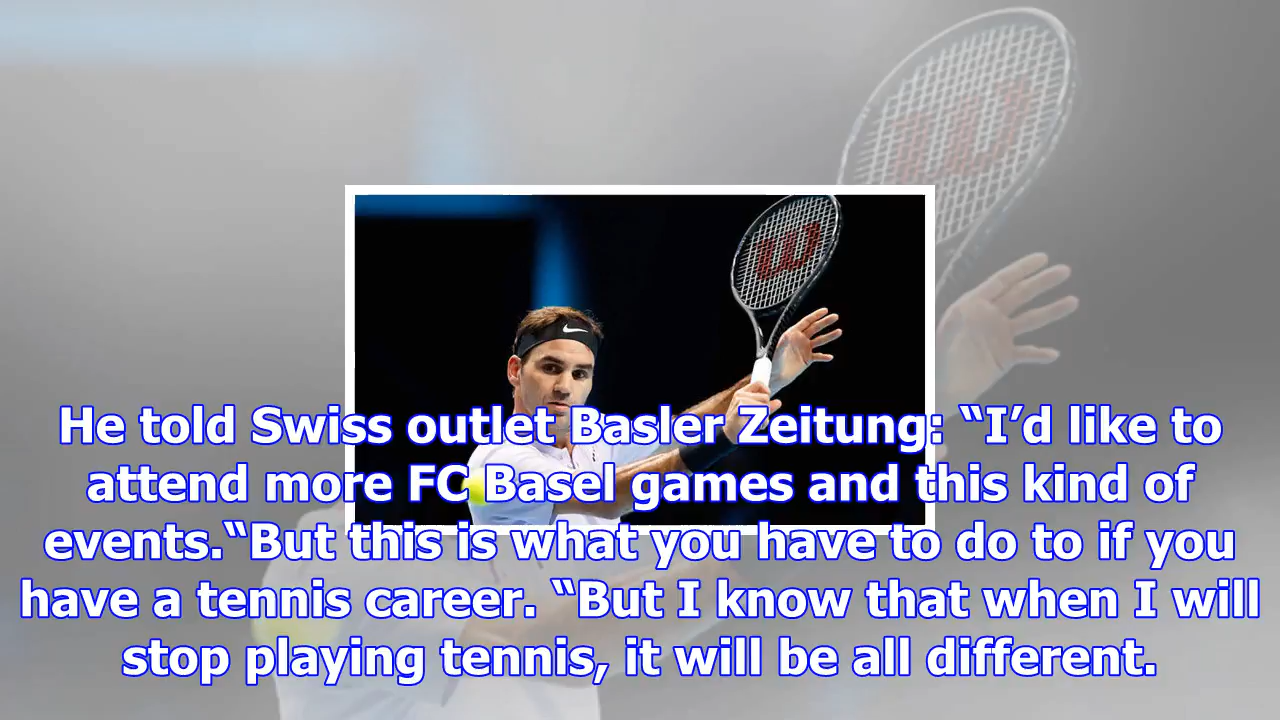 He told Swiss outlet Basler Zeitung: “I’d like to
attend more FC Basel games and this kind of
events.“But this is what you have to do to if you
have a tennis career. “But I know that when I will
stop playing tennis, it will be all different.